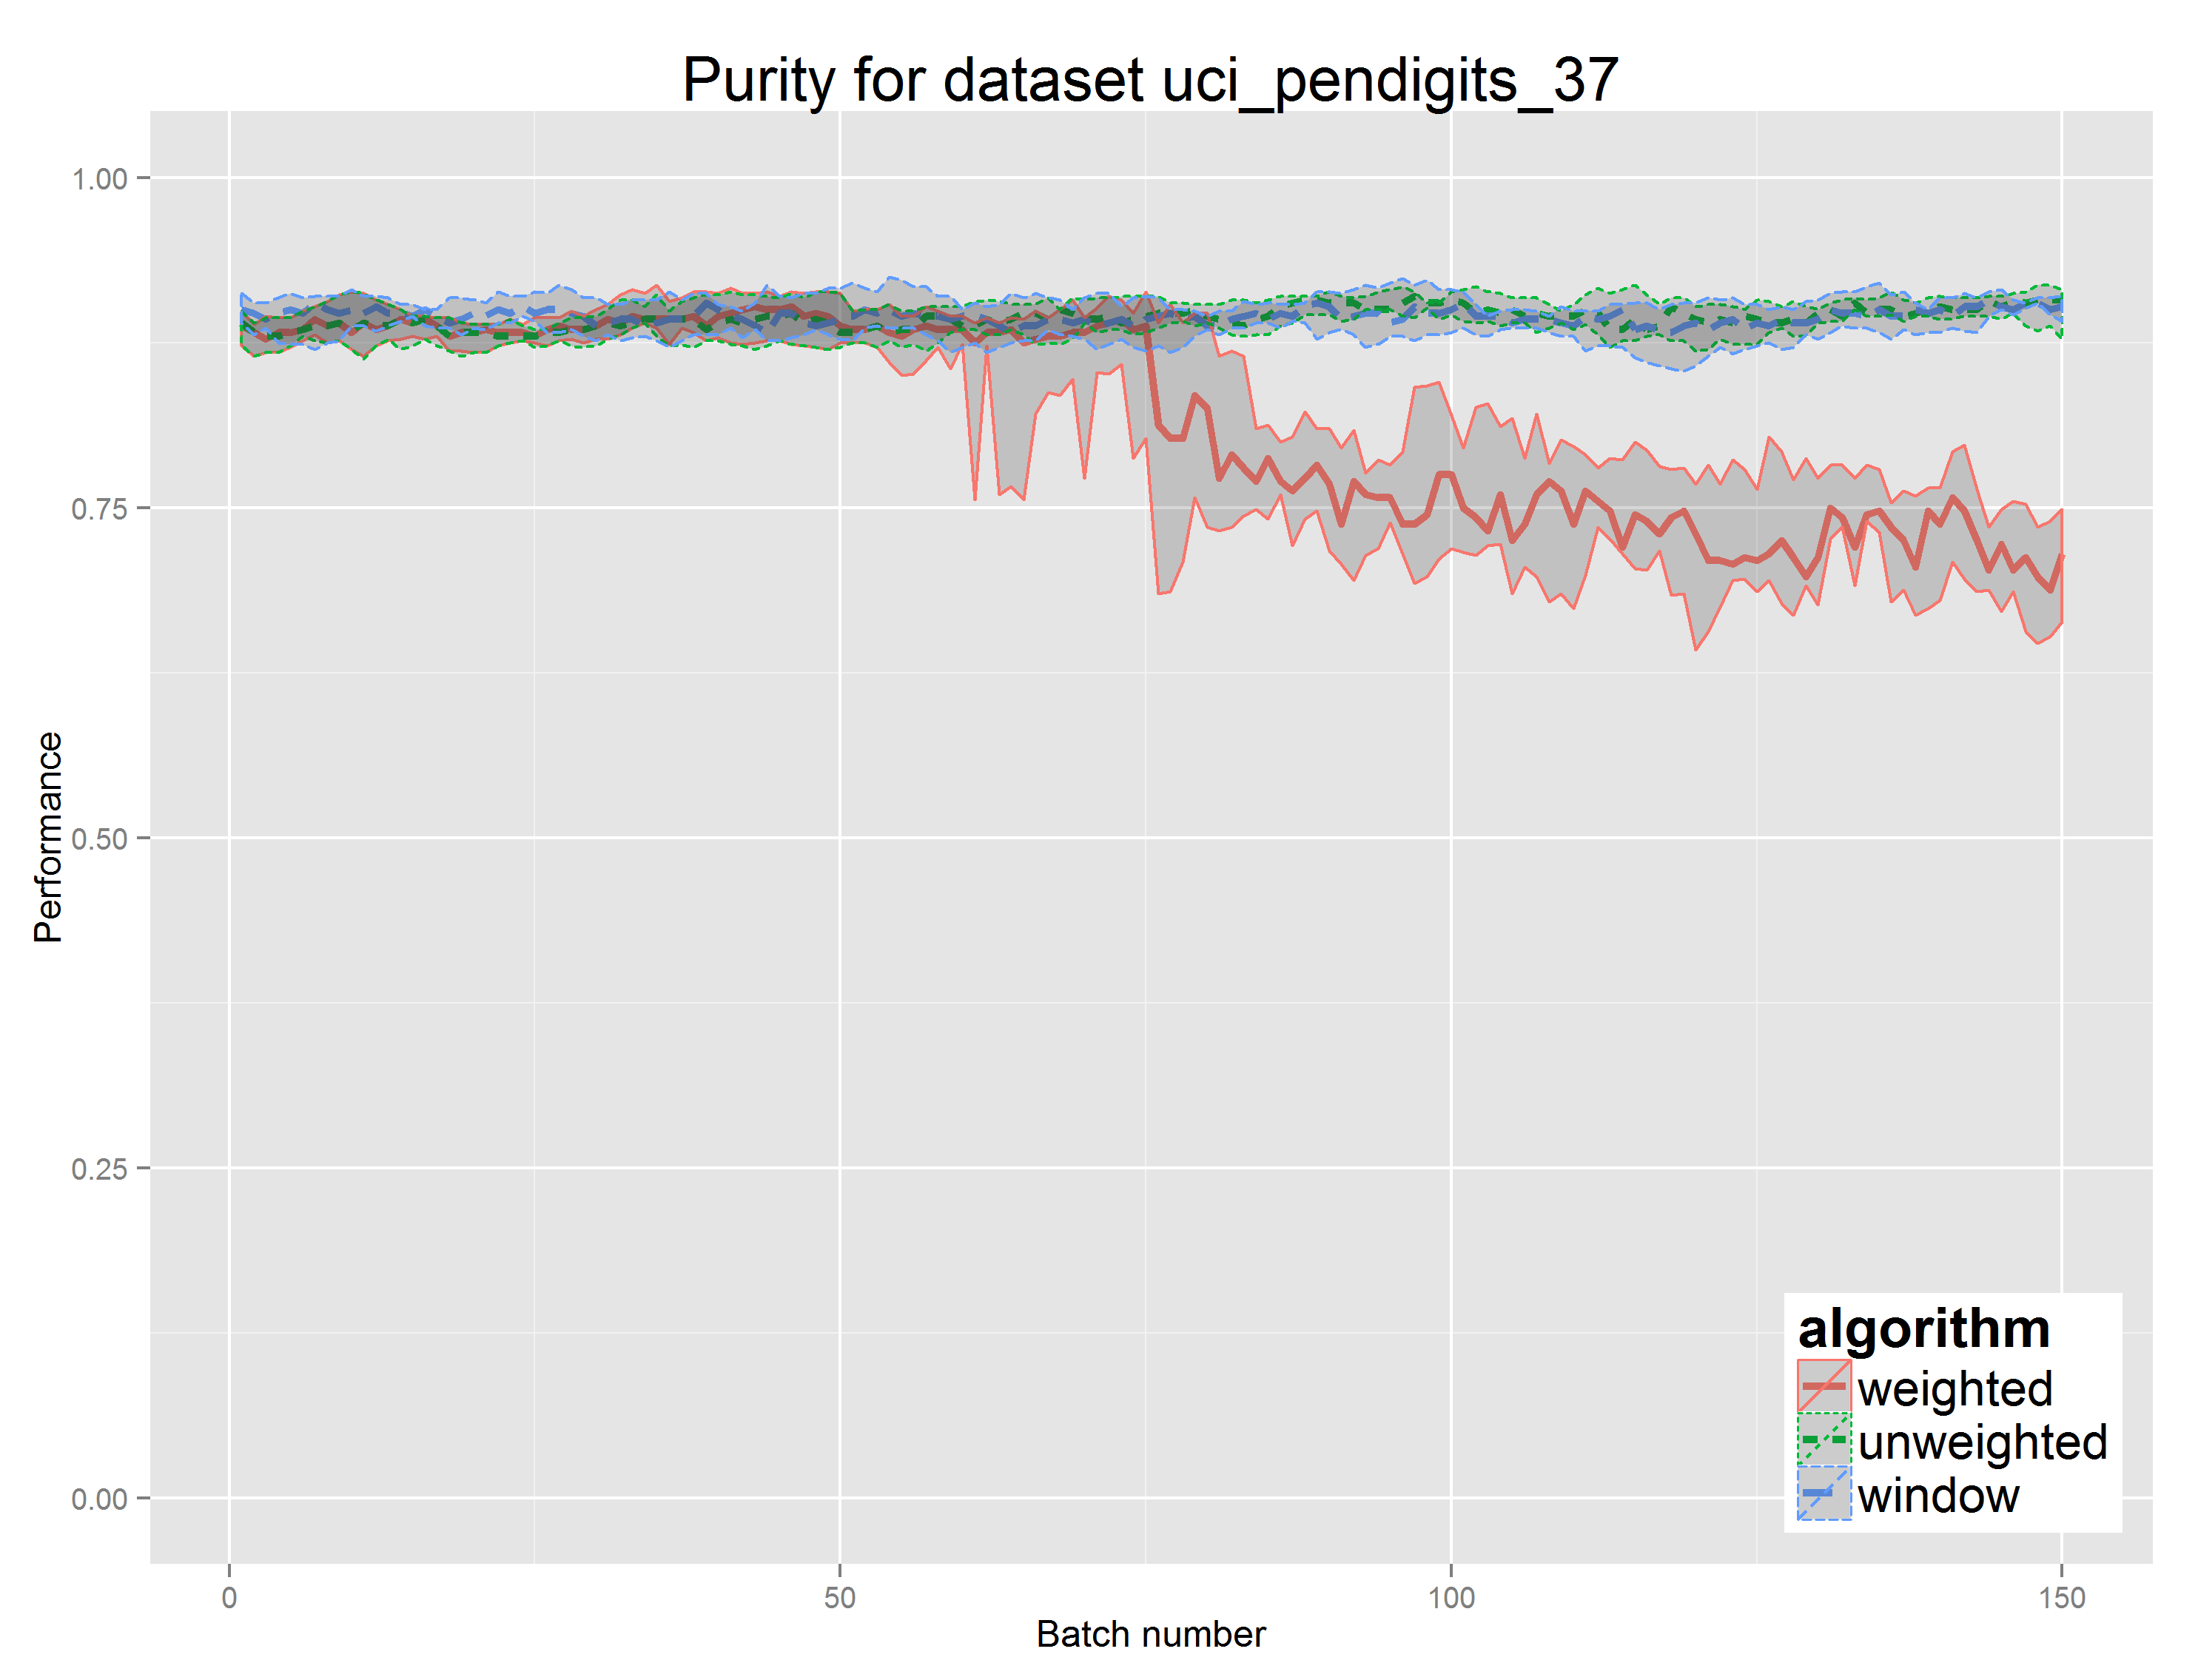 Purity for dataset uci_pendigits_37
1.00
0.75
0.50
0.25
0.00
Performance
0
50
100
150
Batch number
algorithm
weighted
unweighted
window